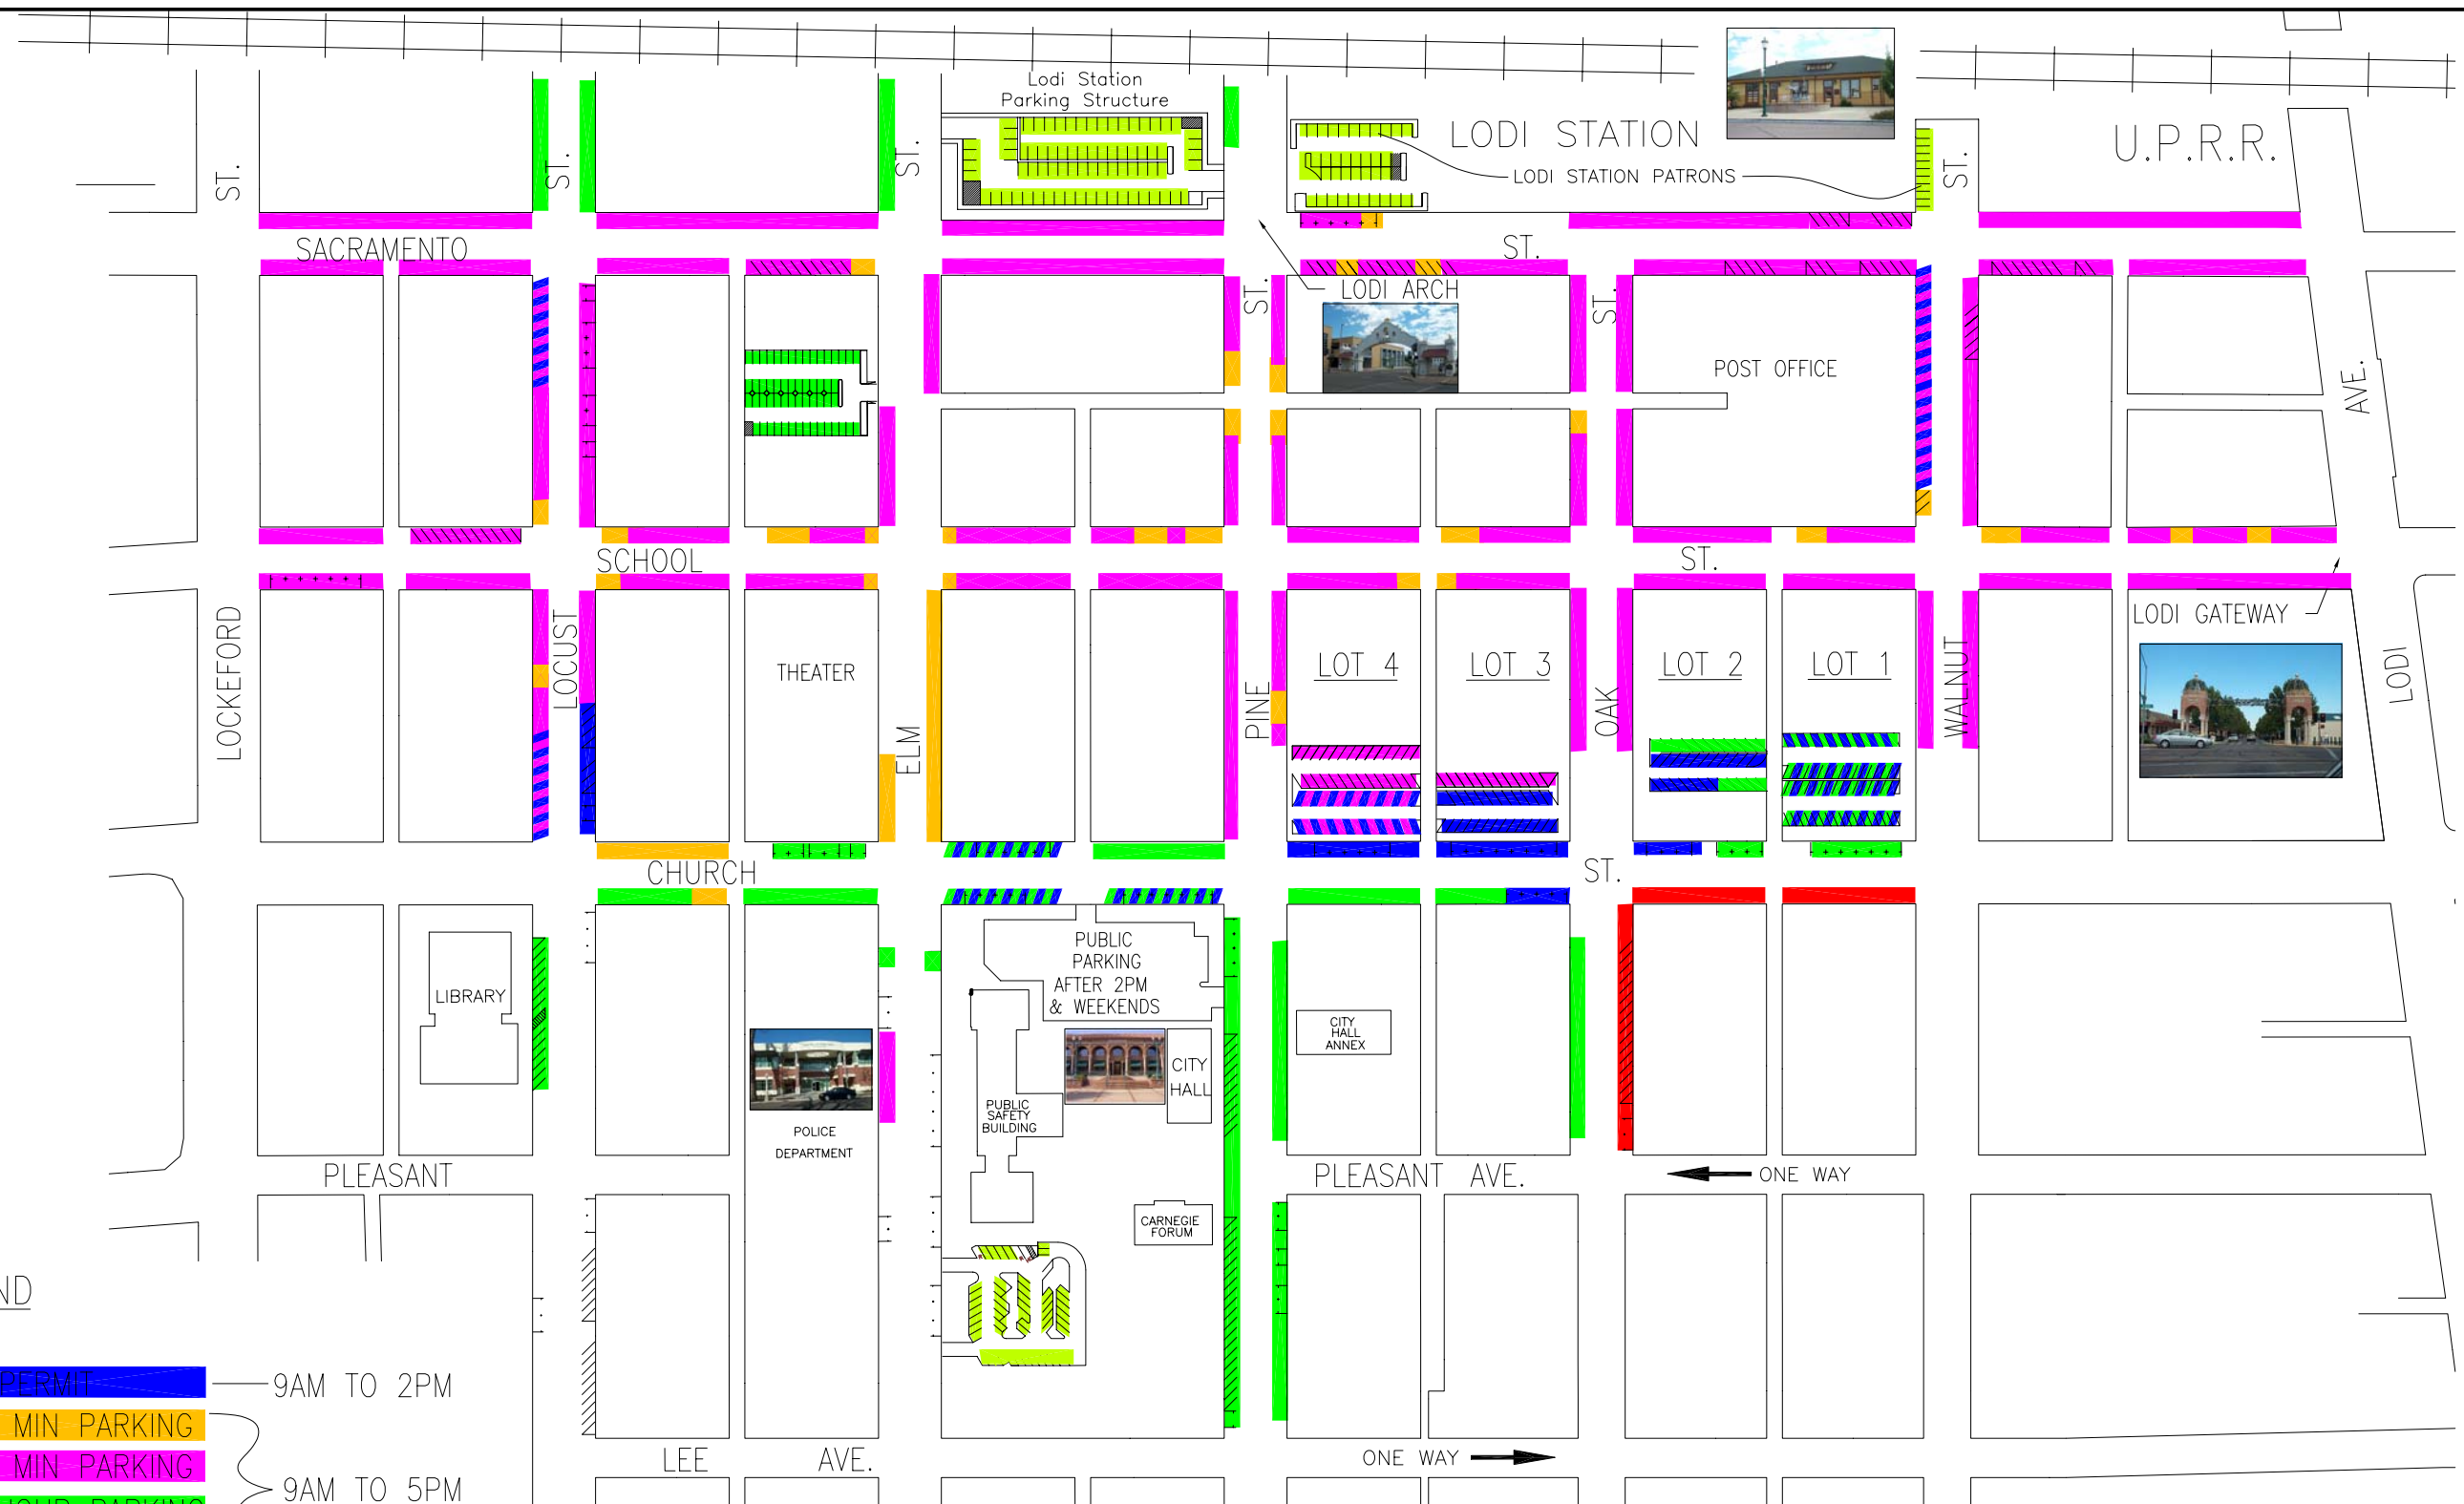 Lodi Station
Parking Structure
LODI STATION
LODI STATION PATRONS
U.P.R.R.
ST.
ST.
ST.
ST.
SACRAMENTO
ST.
LODI ARCH
ST.
ST.
POST OFFICE
AVE.
SCHOOL
ST.
LOCKEFORD
LOCUST
THEATER
ELM
PINE
LOT 4
LOT 3
OAK
LOT 2
LOT 1
WALNUT
LODI GATEWAY
LODI
CHURCH
ST.
LIBRARY
PUBLIC
PARKING
AFTER 2PM
& WEEKENDS
CITY
HALL
PUBLIC
SAFETY
BUILDING
CITY
HALL
ANNEX
POLICE
DEPARTMENT
CARNEGIE
FORUM
PLEASANT
PLEASANT AVE.
ONE WAY
LEE
AVE.
ONE WAY
ND
PERMIT
9AM TO 2PM
MIN PARKING
MIN PARKING
9AM TO 5PM